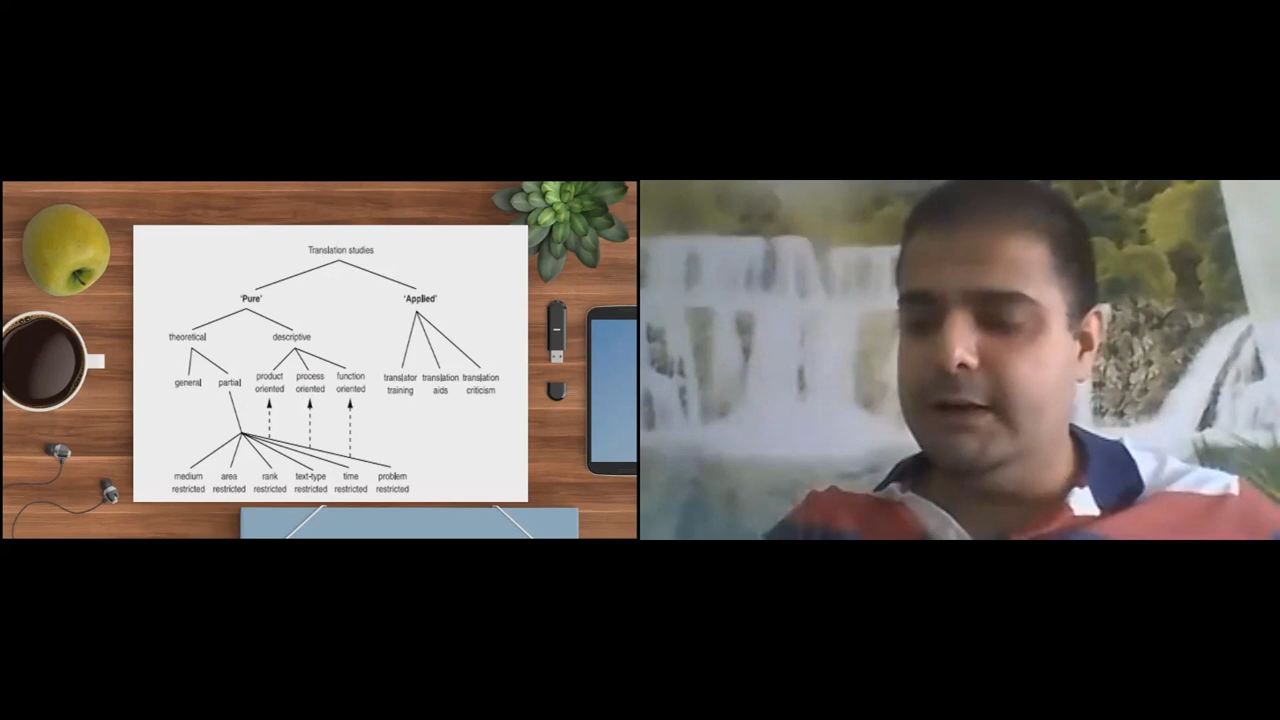 Translation studies
'Pure' 'Applied'
theoretical descriptive
general partial product oriented process oriented function oriented translator training translation aids translation criticism
medium restricted area restricted rank restricted text-type restricted time restricted problem restricted